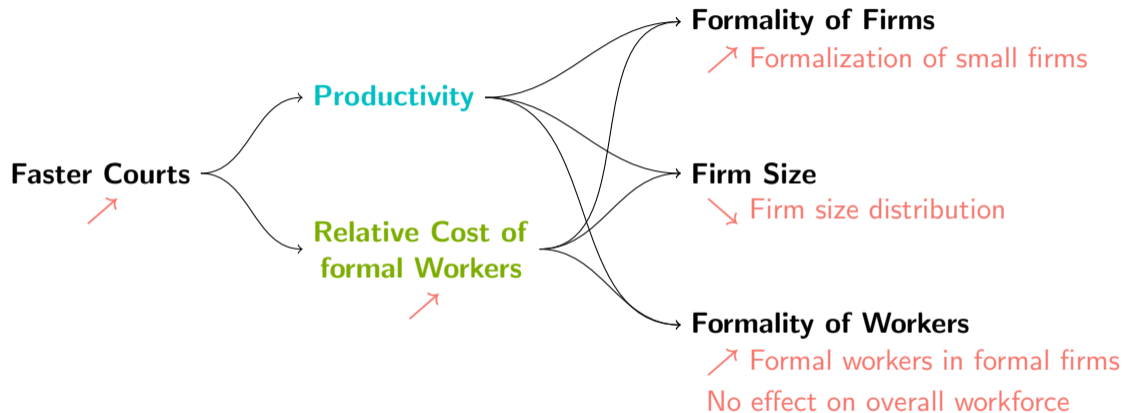 Formality of Firms
Formalization of small firms
Productivity
Faster Courts
Firm Size
Firm size distribution
Relative Cost of
formal Workers
Formality of Workers
Formal workers in formal firms
No effect on overall workforce